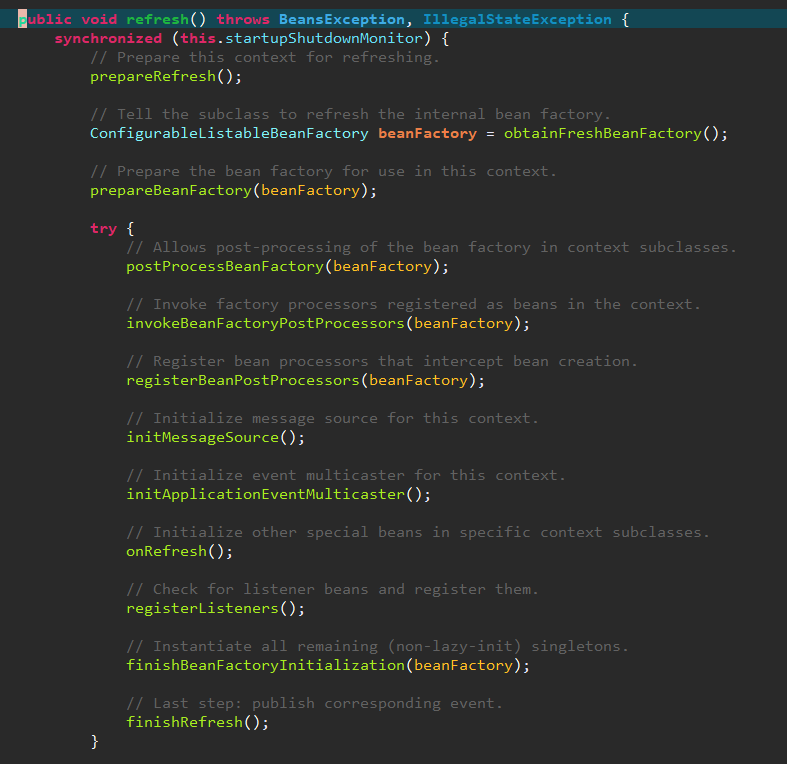 public void refresh() throws BeansException, IllegalStateException {
    synchronized (this.startupShutdownMonitor) {
        // Prepare this context for refreshing.
        prepareRefresh();

        // Tell the subclass to refresh the internal bean factory.
        ConfigurableListableBeanFactory beanFactory = obtainFreshBeanFactory();

        // Prepare the bean factory for use in this context.
        prepareBeanFactory(beanFactory);

        try {
            // Allows post-processing of the bean factory in context subclasses.
            postProcessBeanFactory(beanFactory);

            // Invoke factory processors registered as beans in the context.
            invokeBeanFactoryPostProcessors(beanFactory);

            // Register bean processors that intercept bean creation.
            registerBeanPostProcessors(beanFactory);

            // Initialize message source for this context.
            initMessageSource();

            // Initialize event multicaster for this context.
            initApplicationEventMulticaster();

            // Initialize other special beans in specific context subclasses.
            onRefresh();

            // Check for listener beans and register them.
            registerListeners();

            // Instantiate all remaining (non-lazy-init) singletons.
            finishBeanFactoryInitialization(beanFactory);

            // Last step: publish corresponding event.
            finishRefresh();
        }